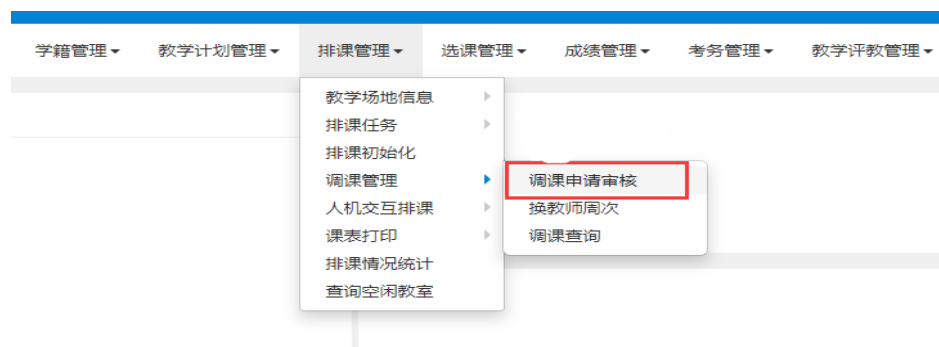 学籍管理 教学计划管理 排课管理 选课管理 成绩管理 考务管理 教学评教管理
教学场地信息
排课任务
排课初始化
调课管理
人机交互排课
课表打印
排课情况统计
查询空闲教室
调课申请审核
换教师周次
调课查询